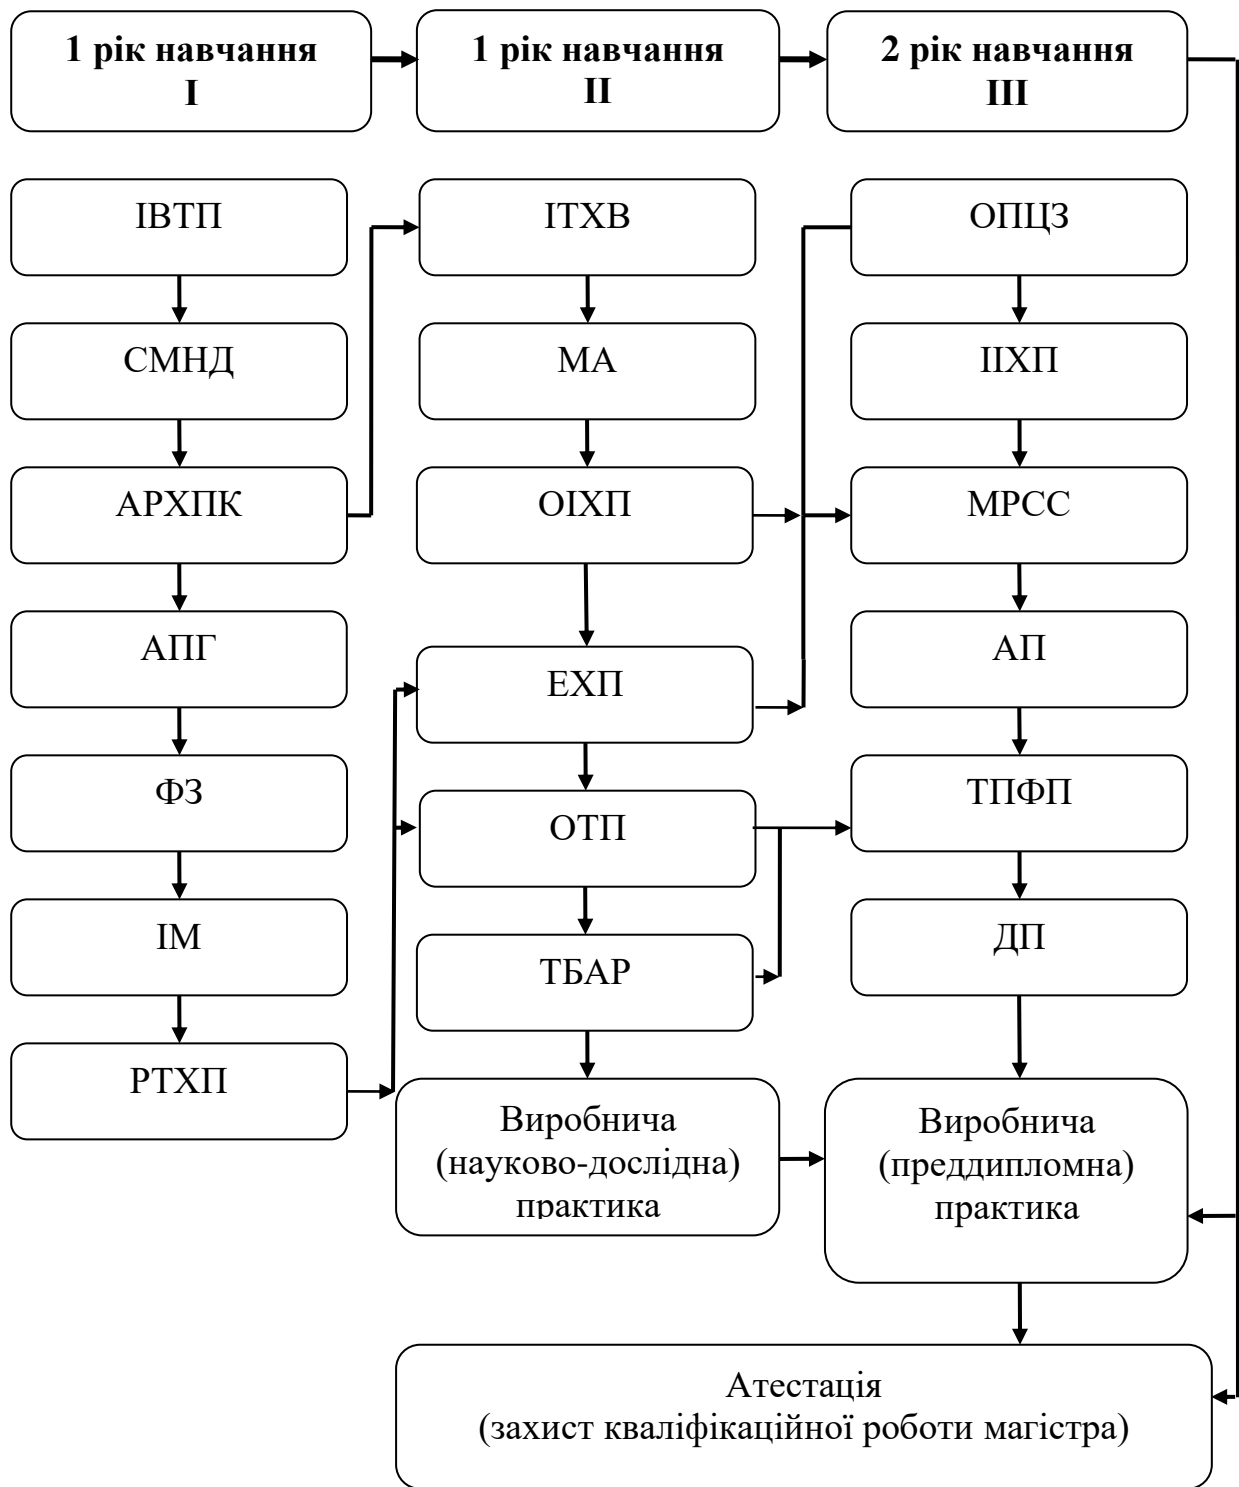 1 рік навчання
I
1 рік навчання
II
2 рік навчання
III
ІВТП
СМНД
АРХПК
АПГ
ФЗ
ІМ
РТХП
ІТХВ
МА
ОІХП
ЕХП
ОТП
ТБАР
Виробнича
(науково-дослідна)
практика
ОПЦЗ
ІІХП
МРСС
АП
ТПФП
ДП
Виробнича
(преддипломна)
практика
Атестація
(захист кваліфікаційної роботи магістра)